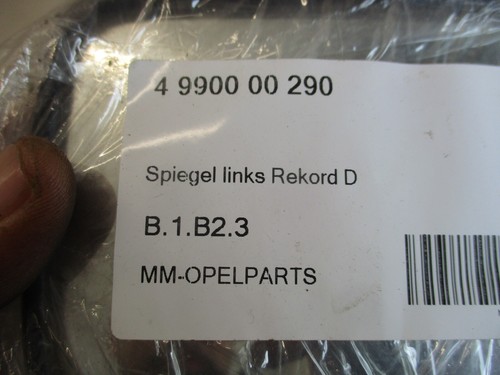 4 9900 00 290
Spiegel links Rekord D
B.1.B2.3
MM-OPELPARTS